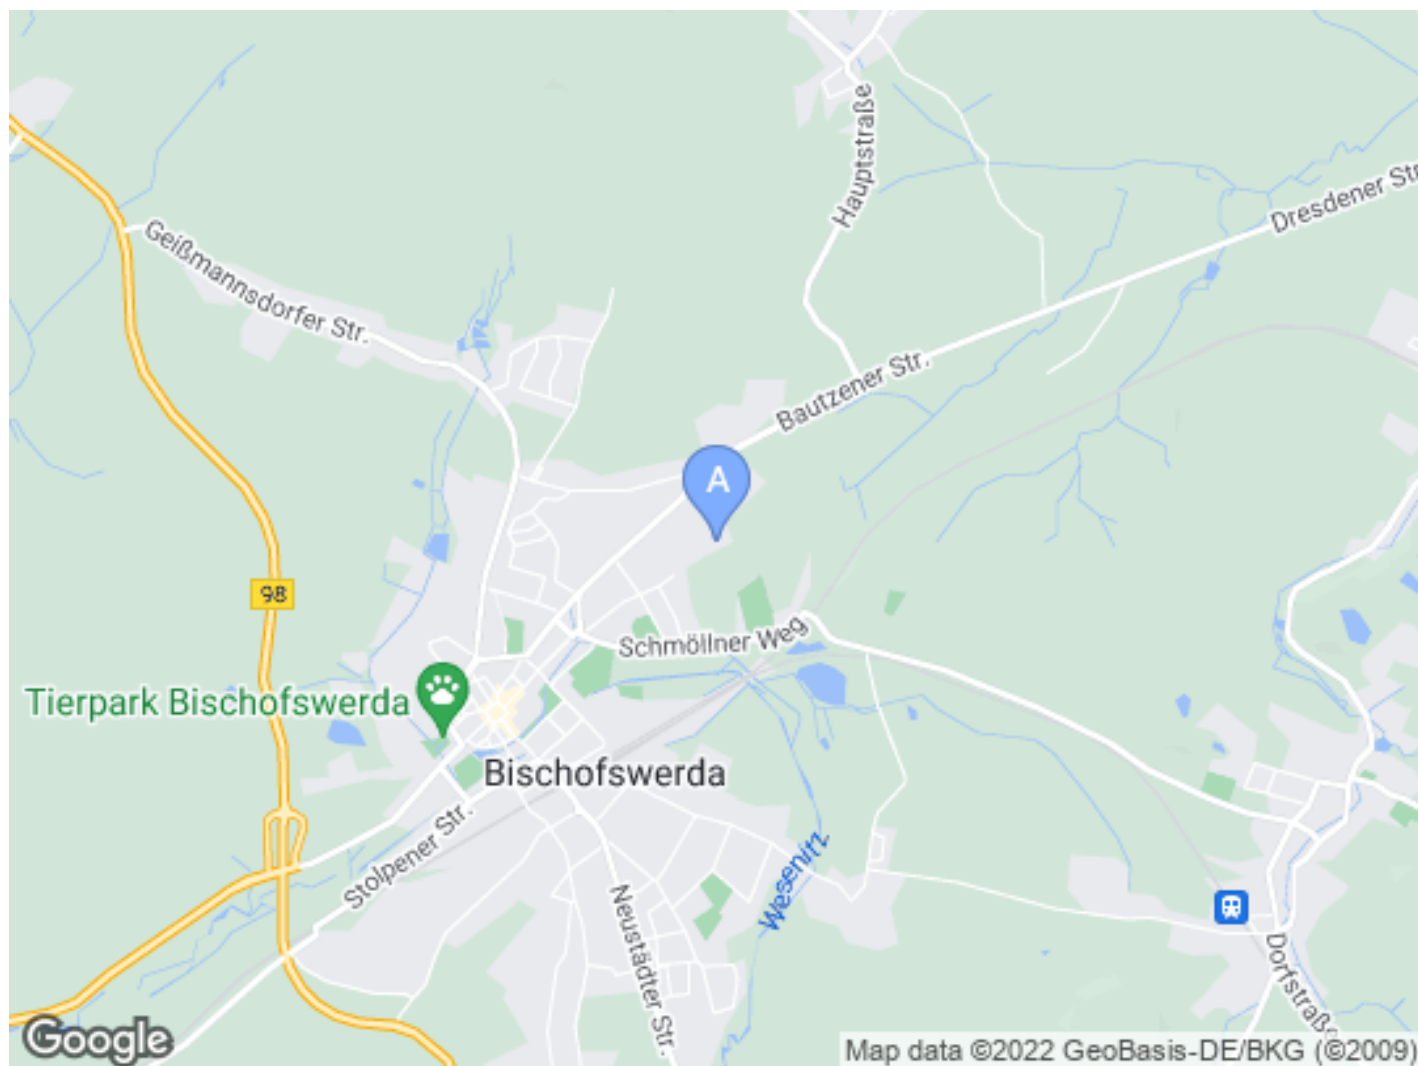 Hauptstraße
Dresdener Str
Geißmannsdorfer Str.
Bautzener Str.
A
98
Schmöllner Weg
Tierpark Bischofswerda
Bischofswerda
Stolpener Str.
Wesenitz
Neustädter Str.
Dorfstraße
Google
Map data ©2022 GeoBasis-DE/BKG (©2009)